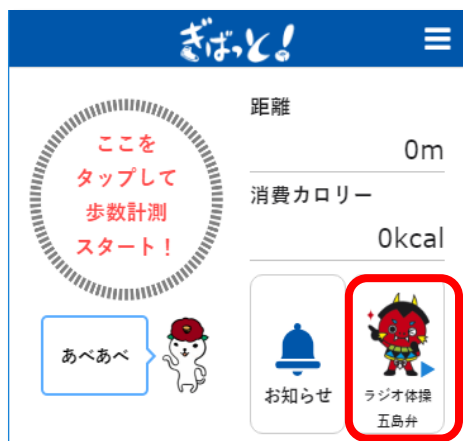 ぎばっと!
ここを
タップして
歩数計測
スタート!
距離
0m
消費カロリー
0kcal
あべあべ
お知らせ
ラジオ体操
五島弁